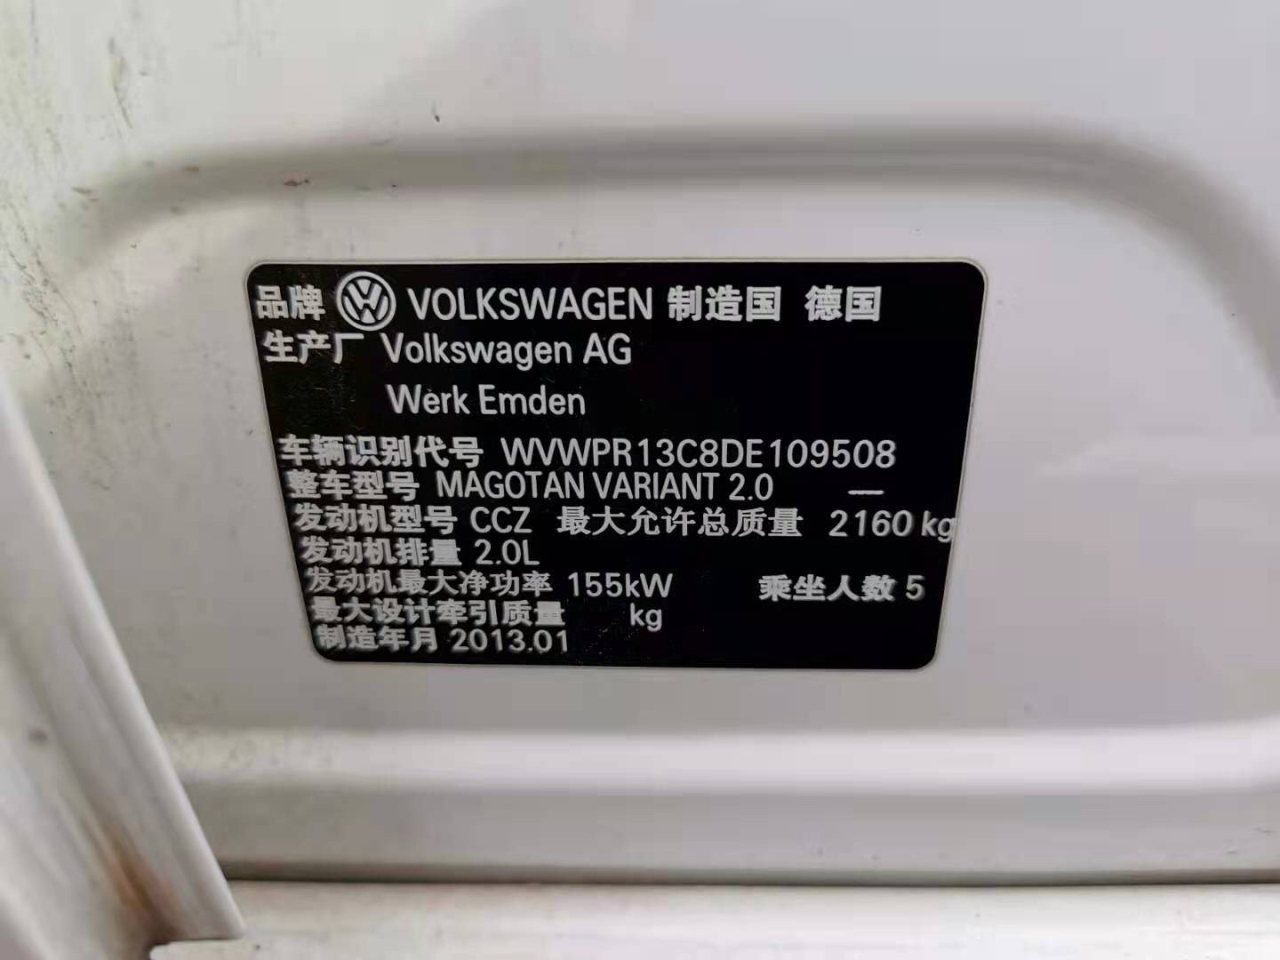 品牌 VOLKSWAGEN 制造国 德国
生产厂 Volkswagen AG
Werk Emden
车辆识别代号 WVWPR13C8DE109508
整车型号 MAGOTAN VARIANT 2.0 —
发动机型号 CCZ 最大允许总质量 2160 kg
发动机排量 2.0L
发动机最大净功率 155kW 乘坐人数 5
最大设计牵引质量 kg
制造年月 2013.01